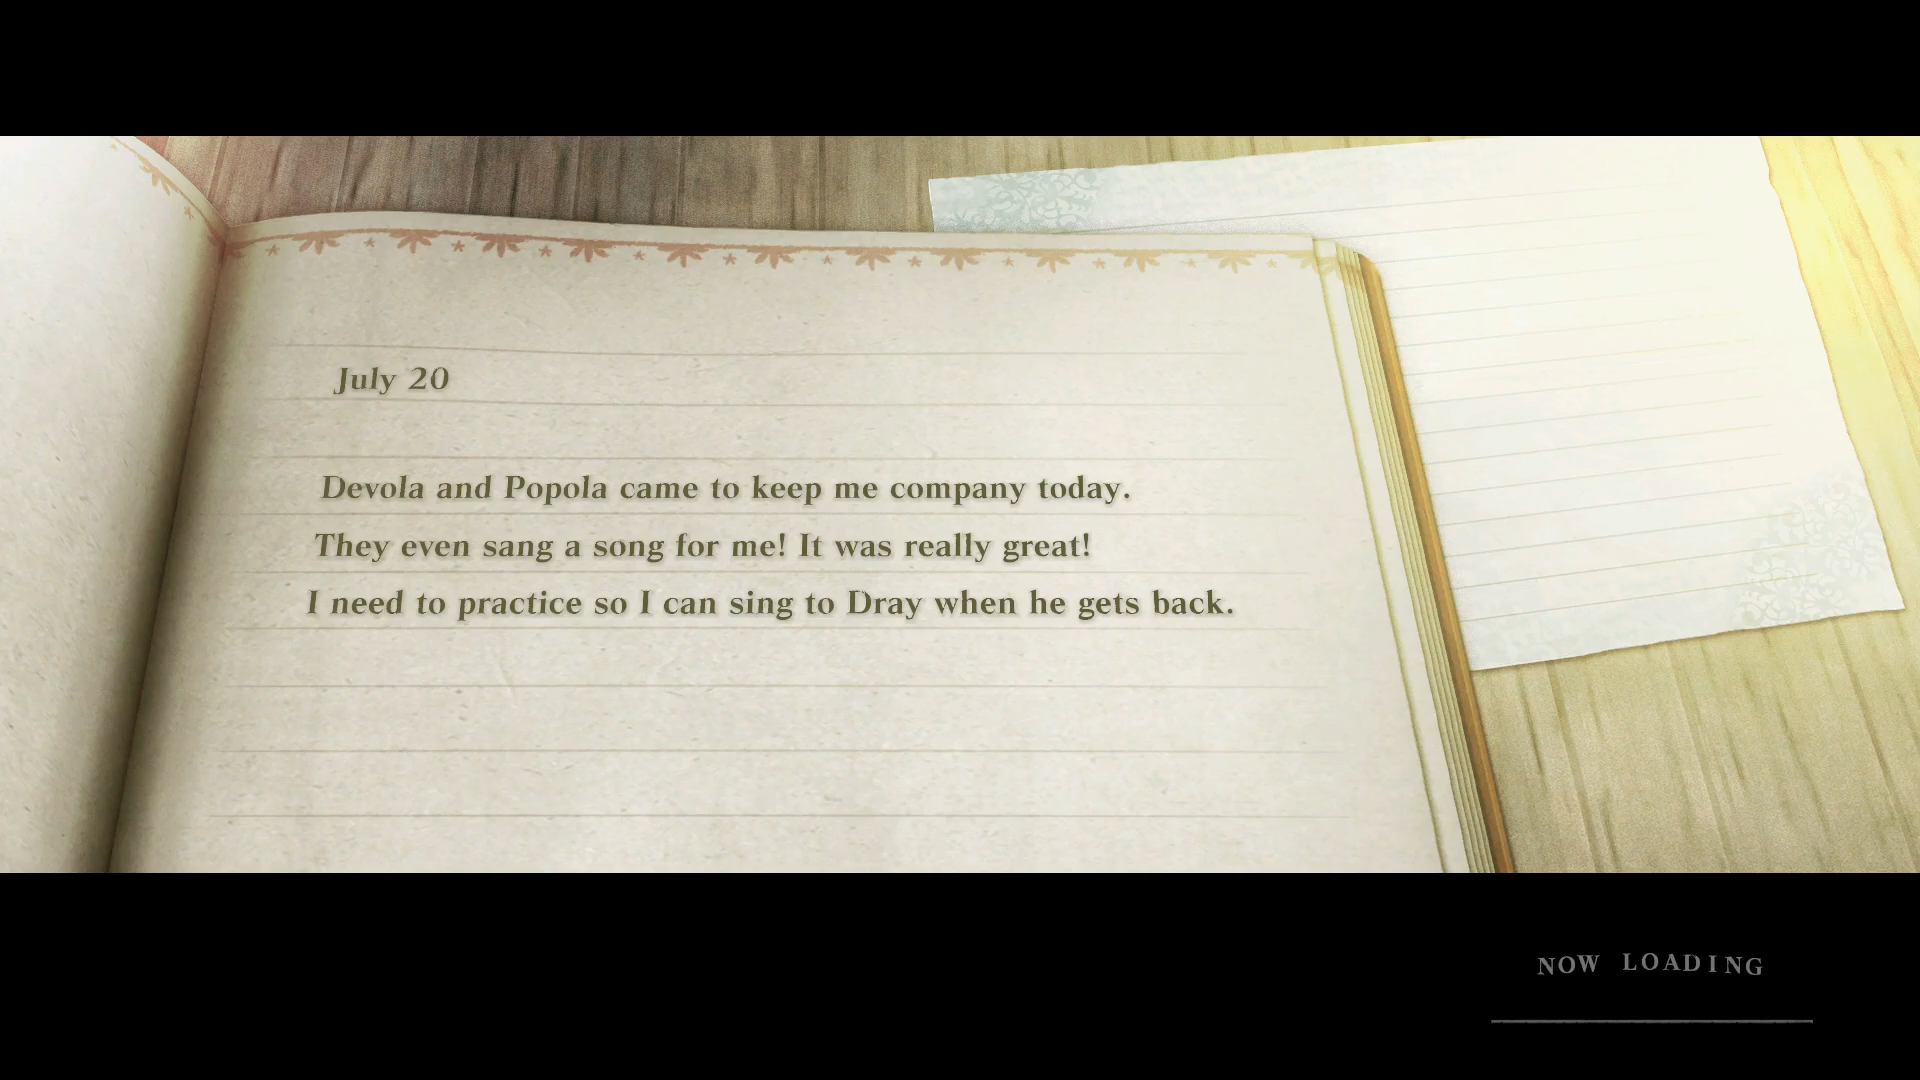 July 20
Devola and Popola came to keep me company today.
They even sang a song for me! It was really great!
I need to practice so I can sing to Dray when he gets back.
NOW LOADING